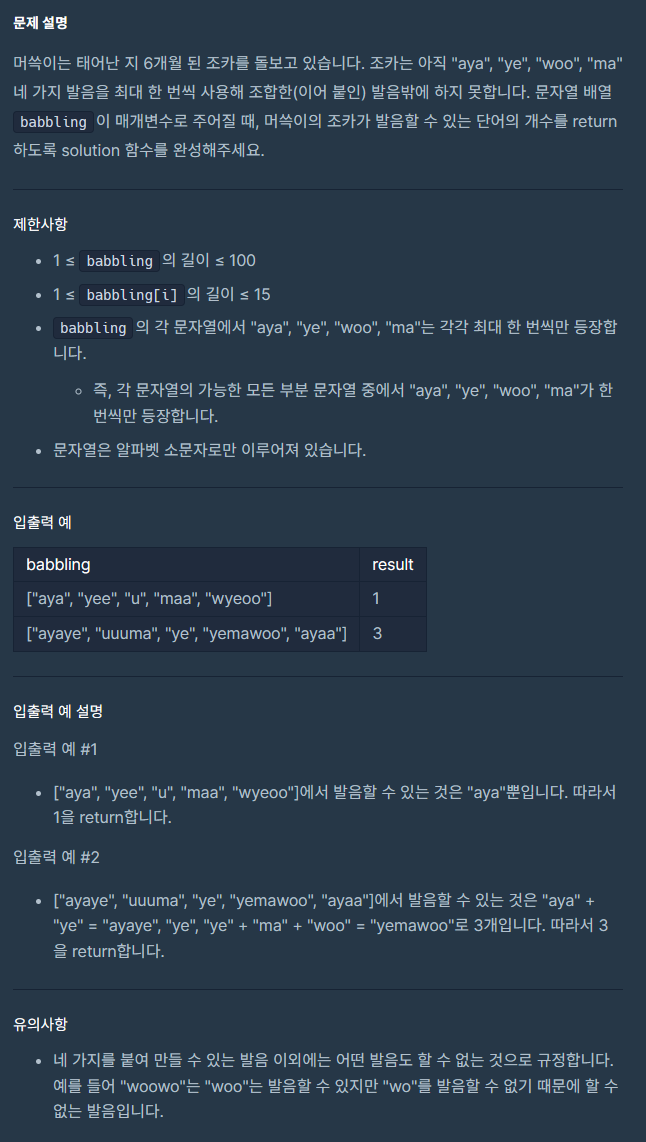 문제 설명
머쓱이는 태어난 지 6개월 된 조카를 돌보고 있습니다. 조카는 아직 "aya", "ye", "woo", "ma"
네 가지 발음을 최대 한 번씩 사용해 조합한(이어 붙인) 발음밖에 하지 못합니다. 문자열 배열
babbling 이 매개변수로 주어질 때, 머쓱이의 조카가 발음할 수 있는 단어의 개수를 return
하도록 solution 함수를 완성해주세요.
제한사항
• 1 ≤ babbling 의 길이 ≤ 100
• 1 ≤ babbling[i] 의 길이 ≤ 15
• babbling 의 각 문자열에서 "aya", "ye", "woo", "ma"는 각각 최대 한 번씩만 등장합
니다.
◦ 즉, 각 문자열의 가능한 모든 부분 문자열 중에서 "aya", "ye", "woo", "ma"가 한
번씩만 등장합니다.
• 문자열은 알파벳 소문자로만 이루어져 있습니다.
입출력 예
babbling result
["aya", "yee", "u", "maa", "wyeoo"] 1
["ayaye", "uuuma", "ye", "yemawoo", "ayaa"] 3
입출력 예 설명
입출력 예 #1
• ["aya", "yee", "u", "maa", "wyeoo"]에서 발음할 수 있는 것은 "aya"뿐입니다. 따라서
1을 return합니다.
입출력 예 #2
• ["ayaye", "uuuma", "ye", "yemawoo", "ayaa"]에서 발음할 수 있는 것은 "aya" +
"ye" = "ayaye", "ye", "ye" + "ma" + "woo" = "yemawoo"로 3개입니다. 따라서 3
을 return합니다.
유의사항
• 네 가지를 붙여 만들 수 있는 발음 이외에는 어떤 발음도 할 수 없는 것으로 규정합니다.
예를 들어 "woowo"는 "woo"는 발음할 수 있지만 "wo"를 발음할 수 없기 때문에 할 수
없는 발음입니다.